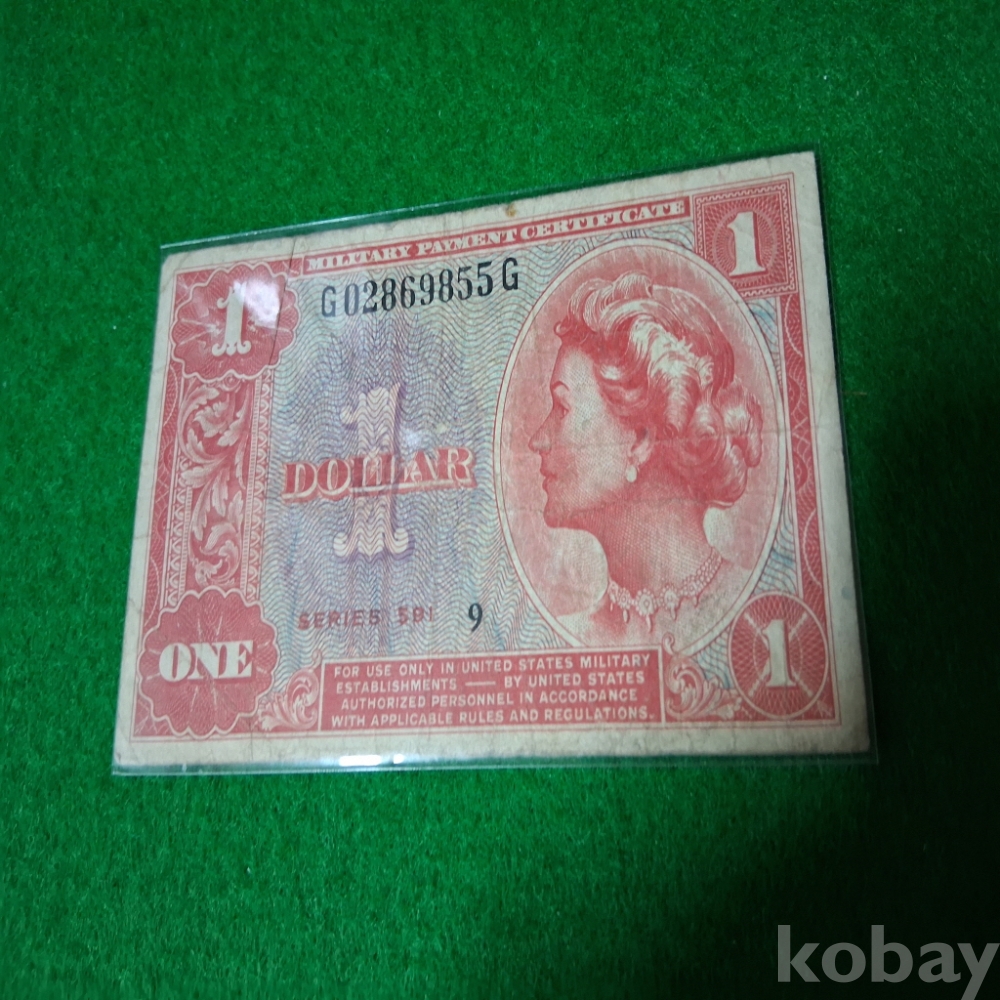 MILITARY PAYMENT CERTIFICATE
1
1
G02869855G
1
DOLLAR
SERIES 591 9
ONE
1
FOR USE ONLY IN UNITED STATES MILITARY
ESTABLISHMENTS — BY UNITED STATES
AUTHORIZED PERSONNEL IN ACCORDANCE
WITH APPLICABLE RULES AND REGULATIONS.
kobay